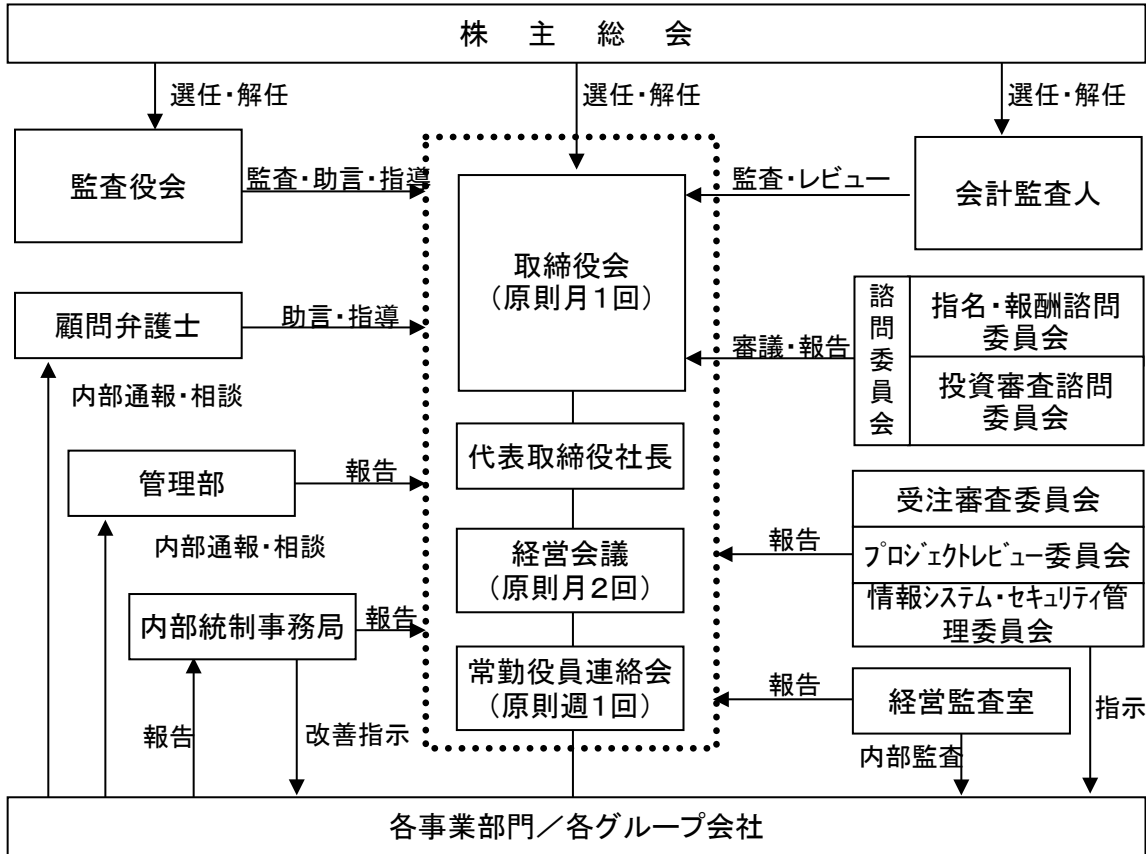 株 主 総 会
選任・解任
選任・解任
選任・解任
監査役会
監査・助言・指導
監査・レビュー
会計監査人
取締役会
(原則月1回)
顧問弁護士
助言・指導
審議・報告
諮問委員会
指名・報酬諮問
委員会
投資審査諮問
委員会
内部通報・相談
代表取締役社長
管理部
報告
受注審査委員会
内部通報・相談
経営会議
(原則月2回)
報告
プロジェクトレビュー委員会
情報システム・セキュリティ管
理委員会
内部統制事務局
報告
常勤役員連絡会
(原則週1回)
報告
経営監査室
指示
報告
改善指示
内部監査
各事業部門/各グループ会社